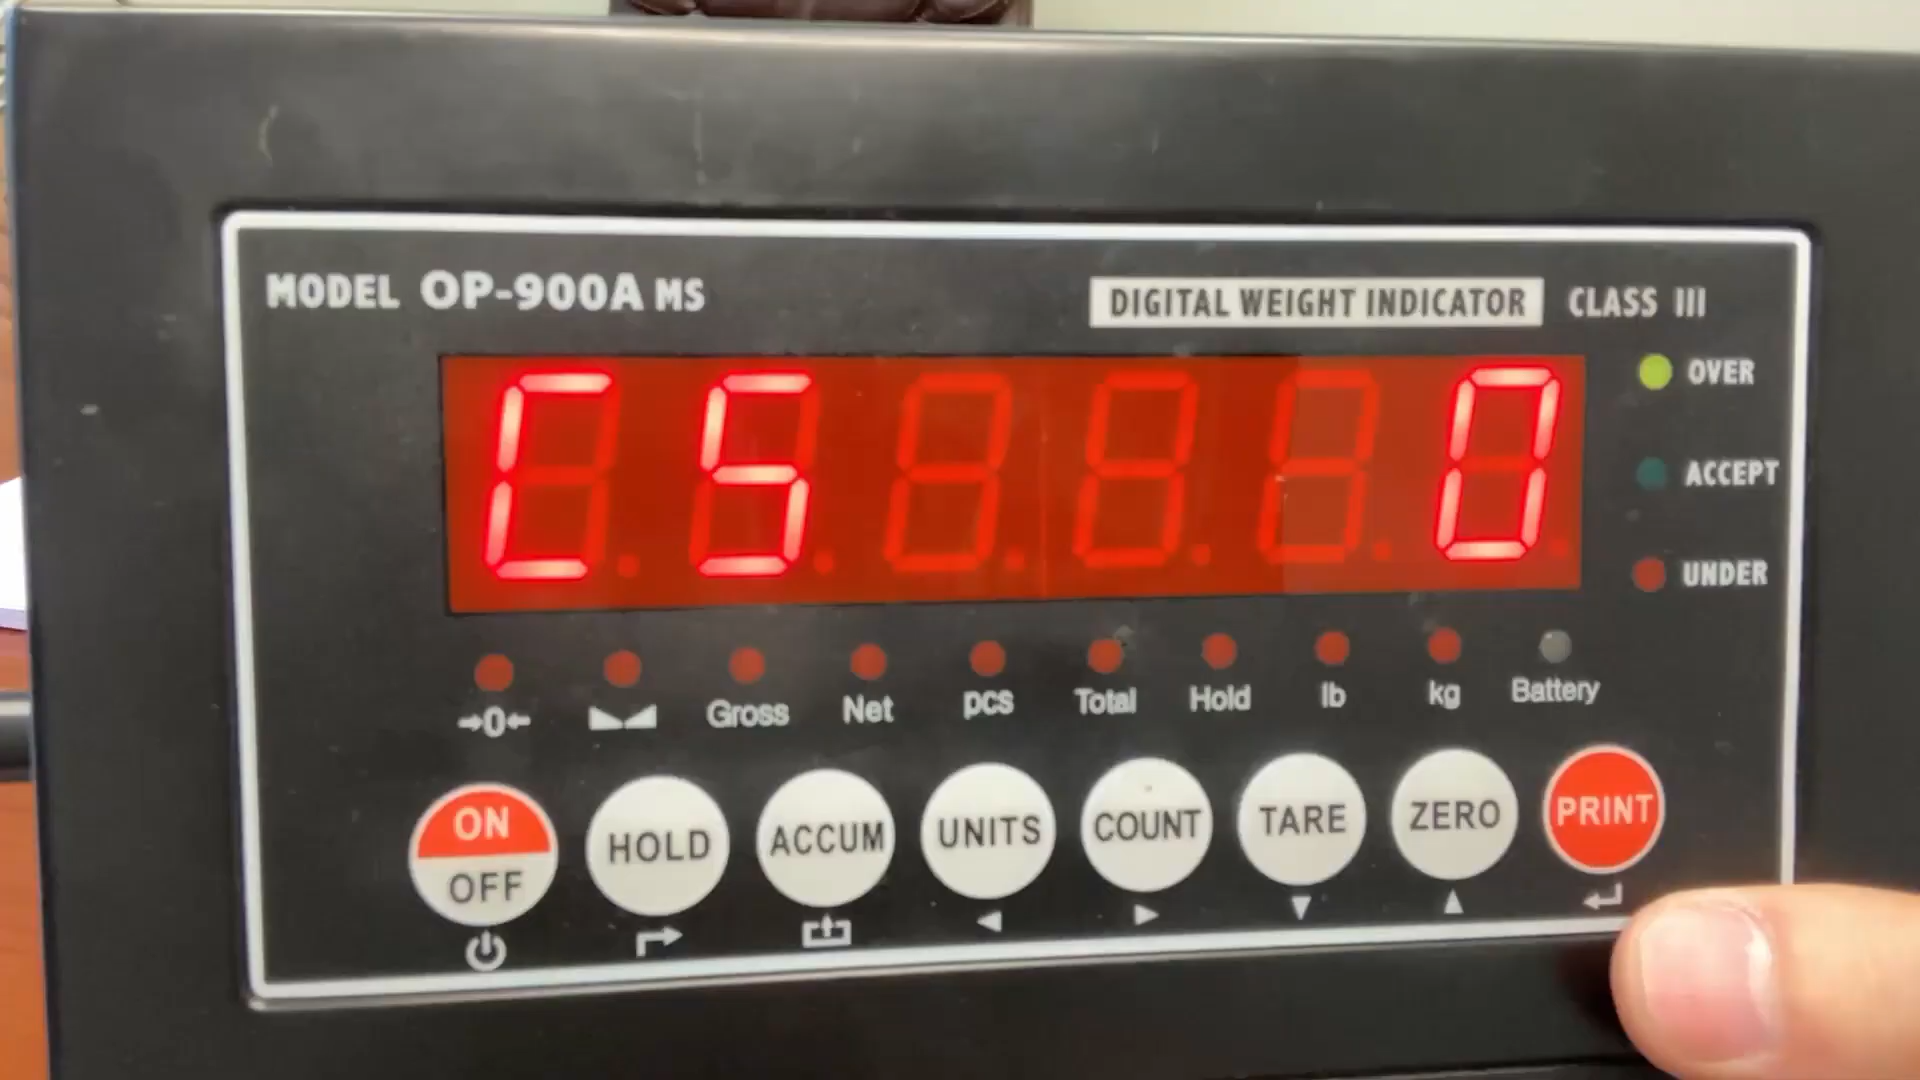 MODEL OP-900A MS
DIGITAL WEIGHT INDICATOR CLASS III
C5 0
OVER
ACCEPT
UNDER
→0← Gross Net pcs Total Hold lb kg Battery
ON OFF HOLD ACCUM UNITS COUNT TARE ZERO PRINT